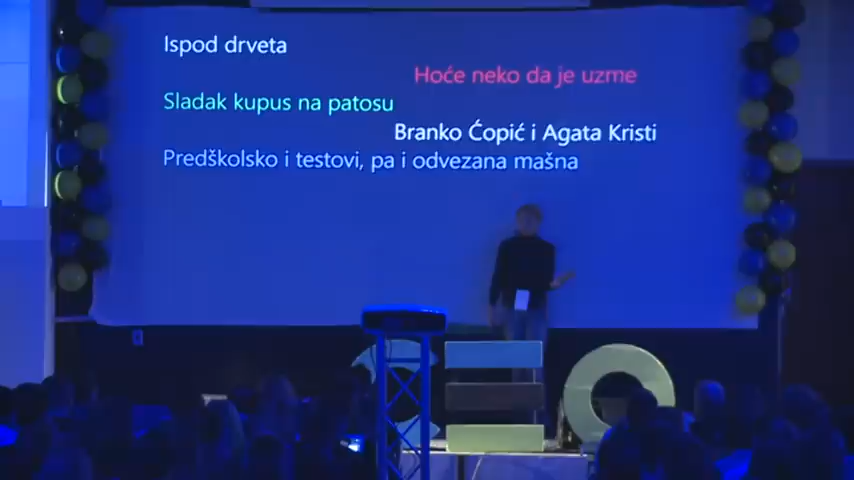 Ispod drveta
Hoće neko da je uzme
Sladak kupus na patosu
Branko Ćopić i Agata Kristi
Predškolsko i testovi, pa i odvezana mašna
SEO